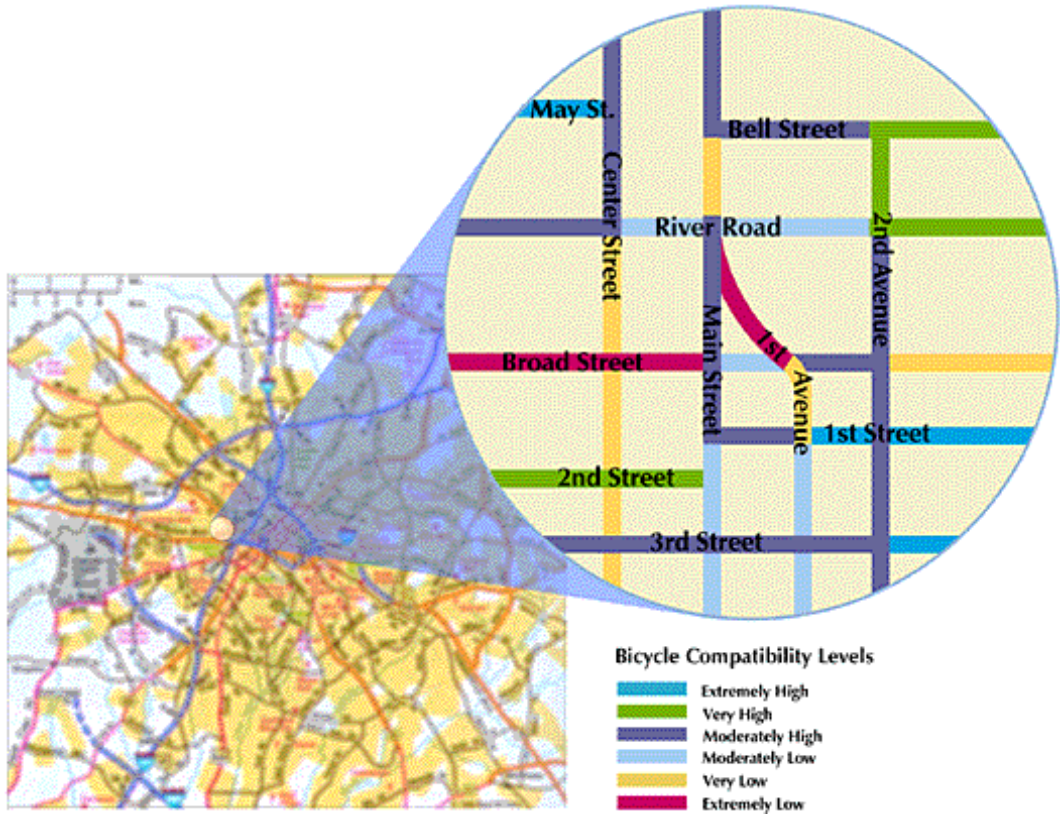 May St.
Bell Street
Center Street
River Road
2nd Avenue
Broad Street
Main Street
1st Avenue
1st Street
2nd Street
3rd Street
Bicycle Compatibility Levels
Extremely High
Very High
Moderately High
Moderately Low
Very Low
Extremely Low